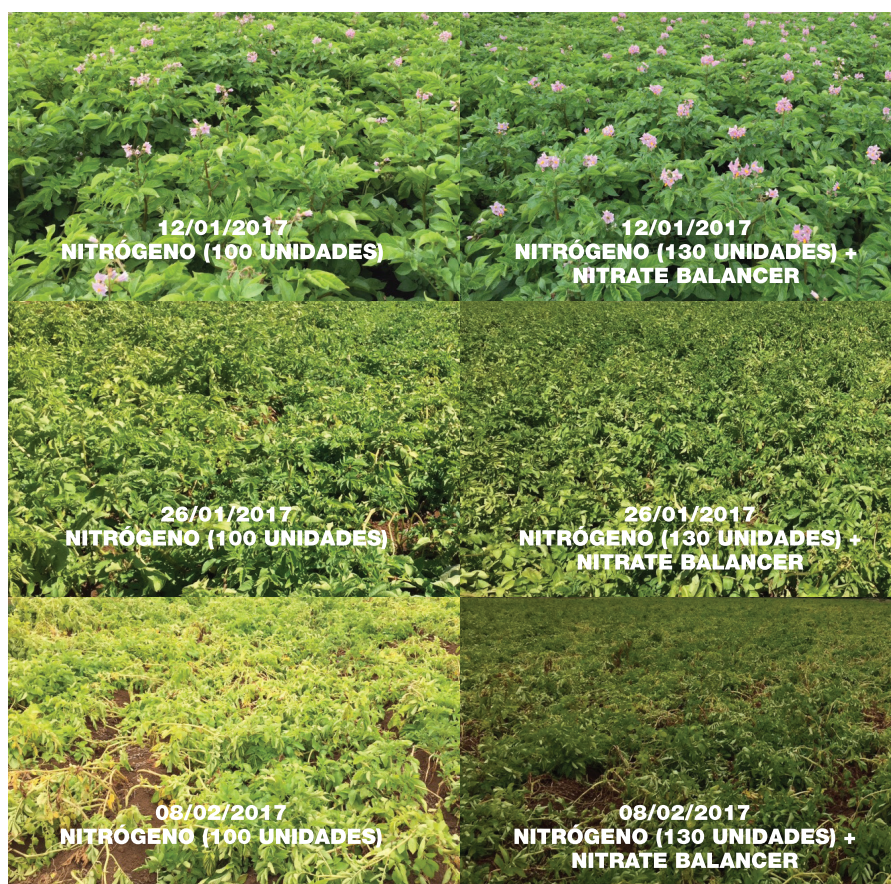 12/01/2017
NITRÓGENO (100 UNIDADES)
12/01/2017
NITRÓGENO (130 UNIDADES) +
NITRATE BALANCER
26/01/2017
NITRÓGENO (100 UNIDADES)
26/01/2017
NITRÓGENO (130 UNIDADES) +
NITRATE BALANCER
08/02/2017
NITRÓGENO (100 UNIDADES)
08/02/2017
NITRÓGENO (130 UNIDADES) +
NITRATE BALANCER